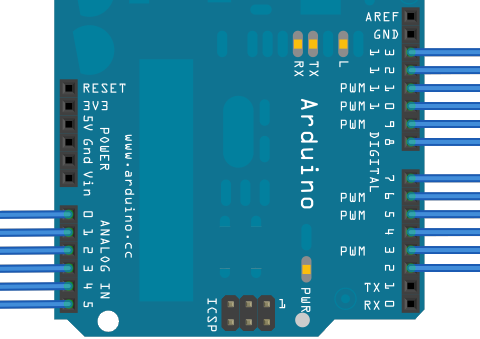 RESET
3V3
5V
Gnd
Vin
POWER
www.arduino.cc
0
1
2
3
4
5
ANALOG IN
RX
TX
L
Arduino
PWR
ICSP
1
AREF
GND
13
12
PWM 11
PWM 10
PWM 9
8
DIGITAL
7
PWM 6
PWM 5
4
PWM 3
2
TX 1
RX 0